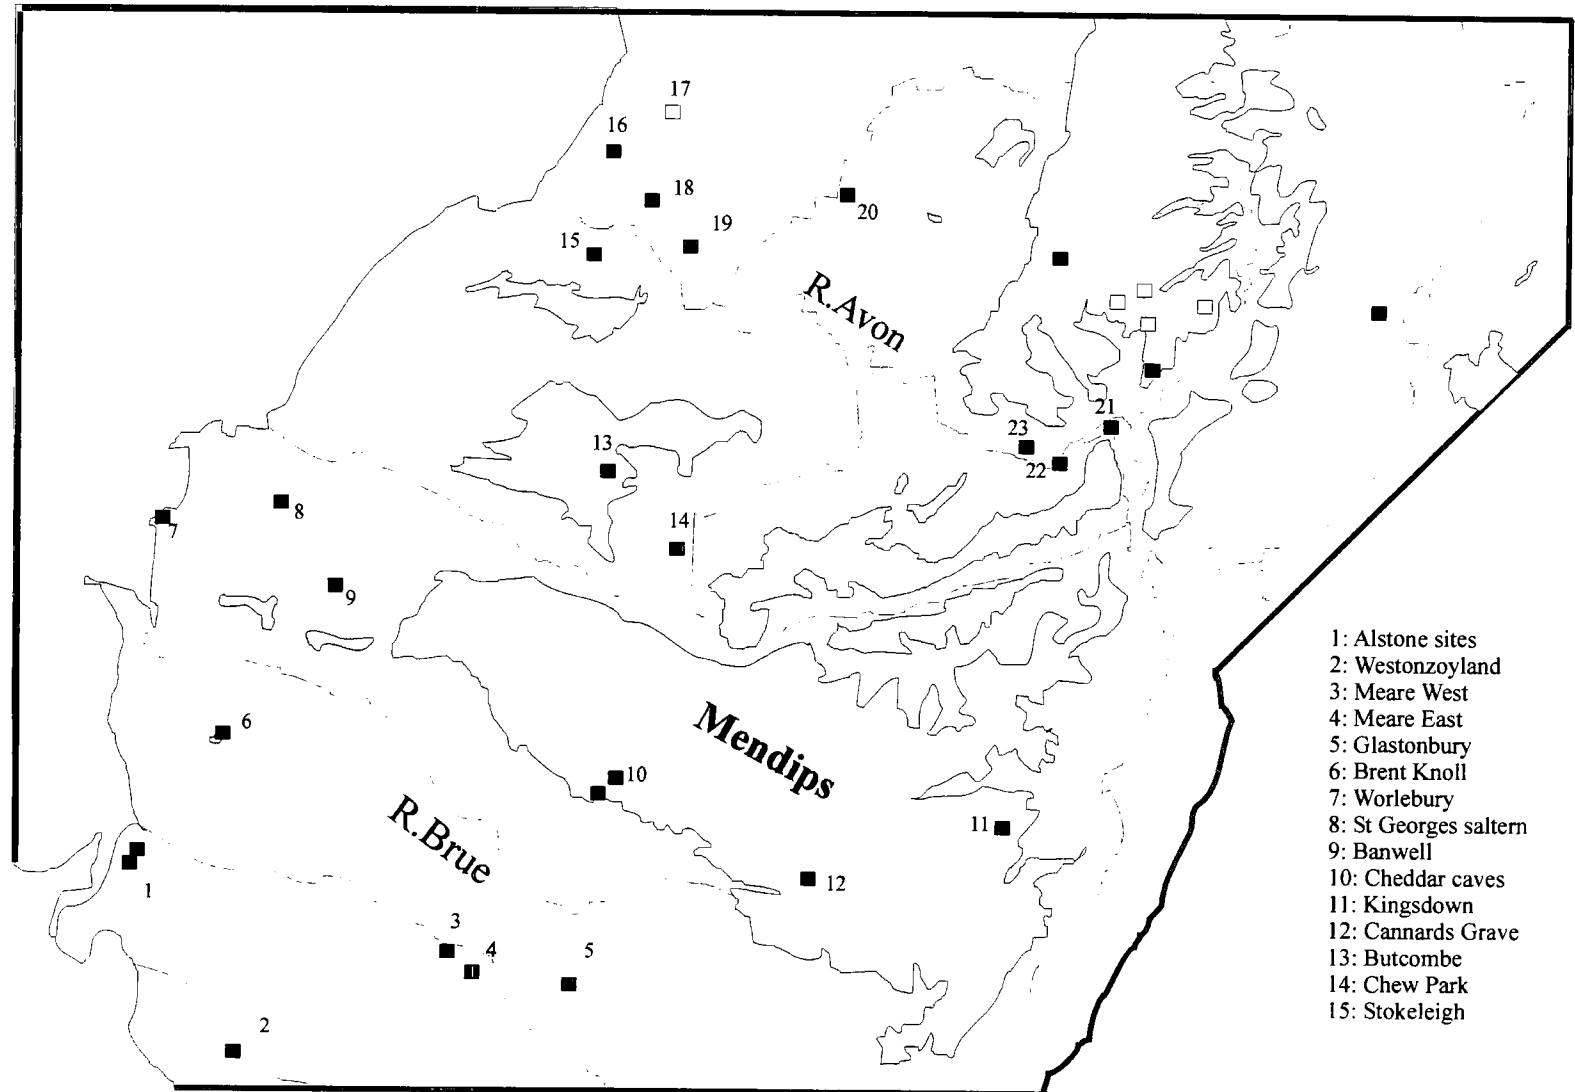 17
16
18
20
19
15
R.Avon
21
23
22
13
14
8
7
9
6
Mendips
10
R.Brue
11
12
1
3
4
5
2
1: Alstone sites
2: Westonzoyland
3: Meare West
4: Meare East
5: Glastonbury
6: Brent Knoll
7: Worlebury
8: St Georges saltern
9: Banwell
10: Cheddar caves
11: Kingsdown
12: Cannards Grave
13: Butcombe
14: Chew Park
15: Stokeleigh